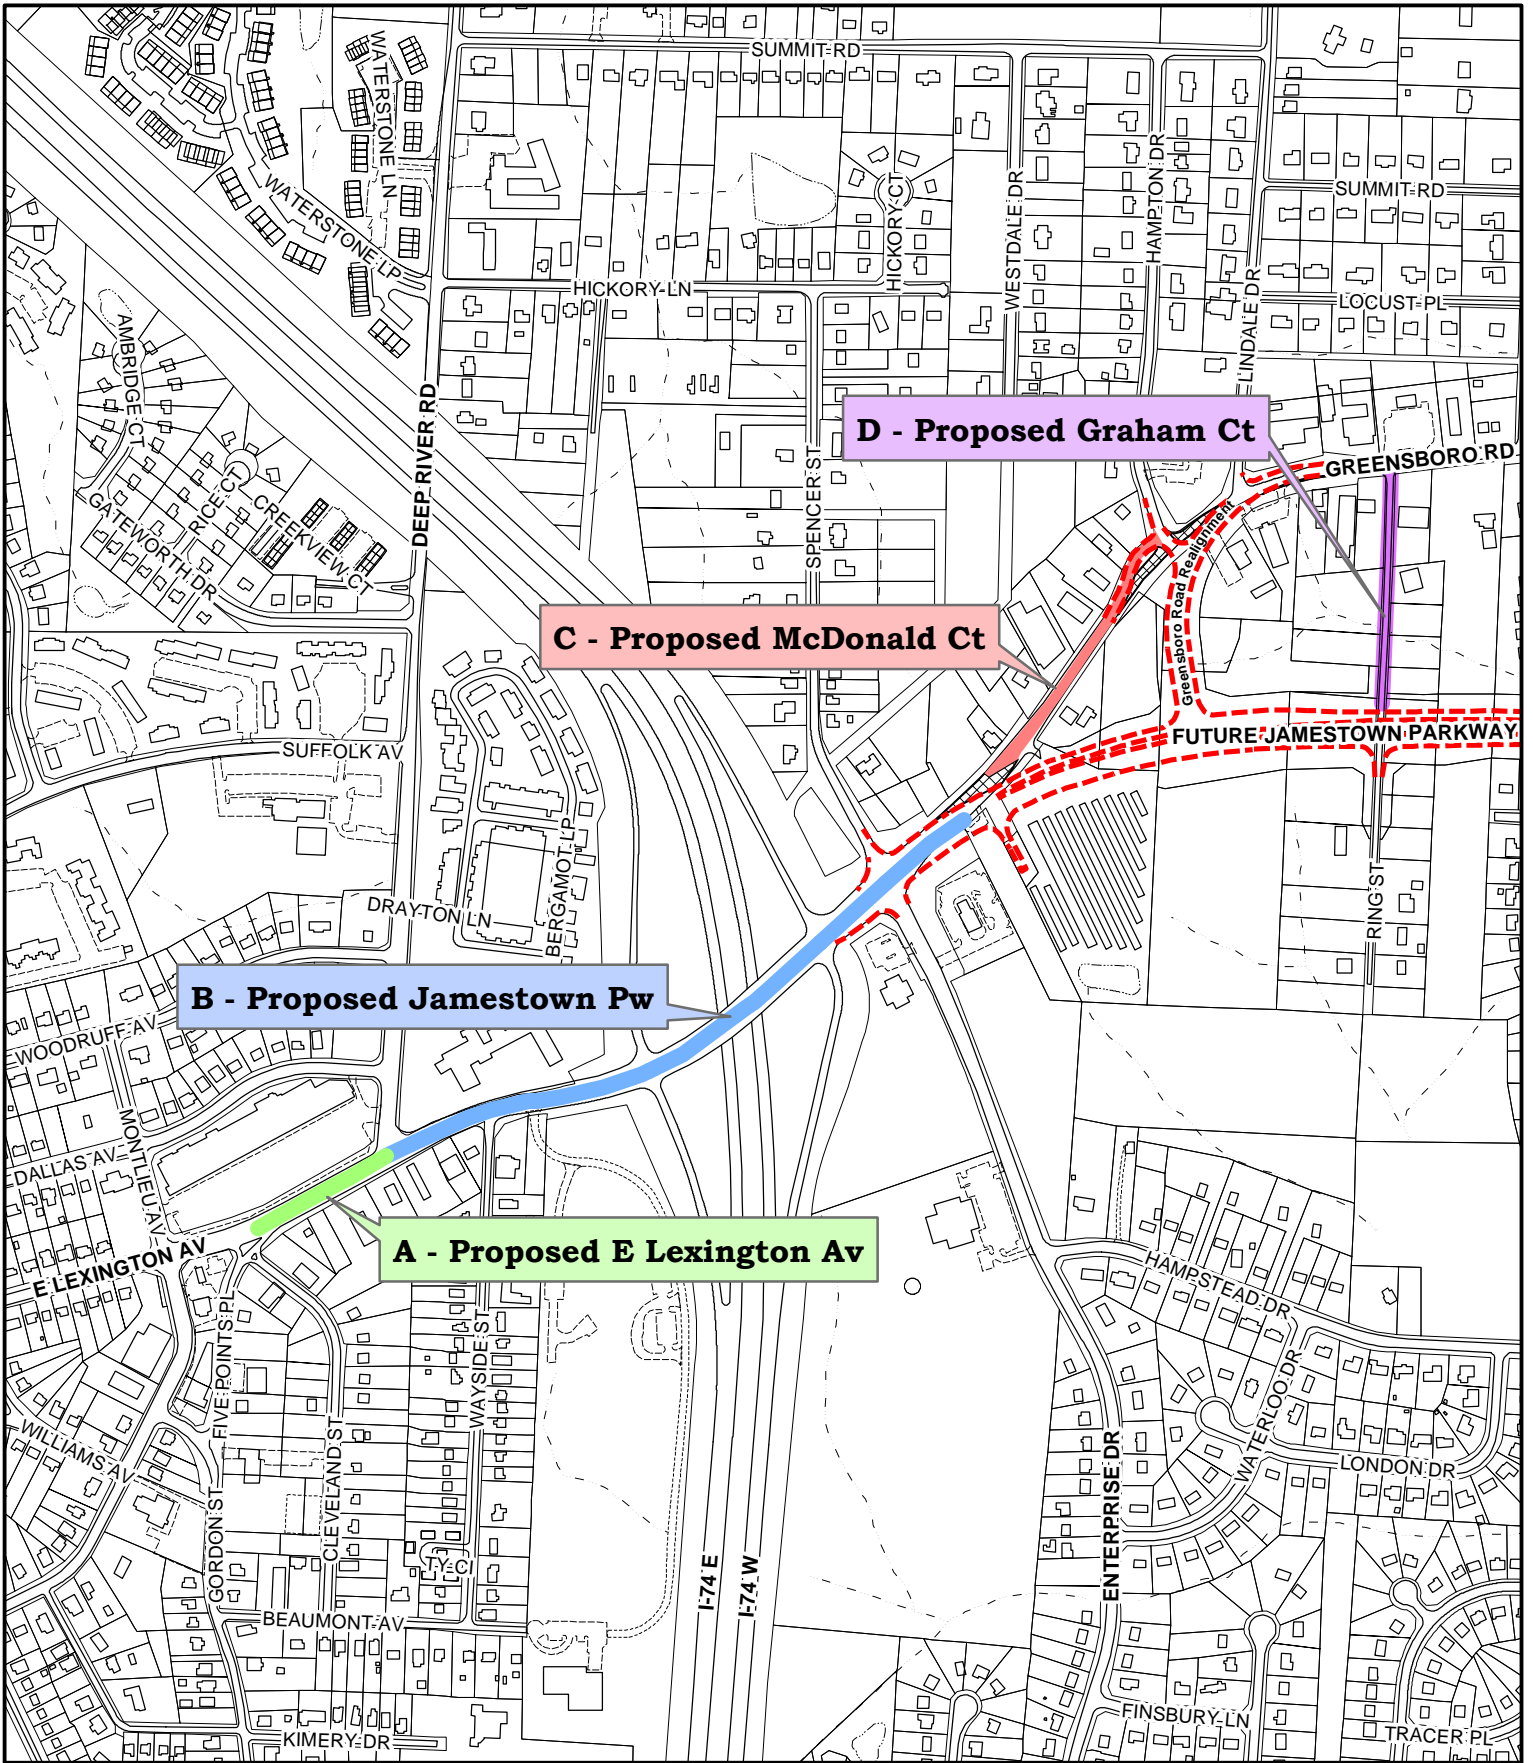 SUMMIT RD
WATERSTONE LN
HAMPTON DR
WESTDALE DR
HICKORY CT
SUMMIT RD
WATERSTONE LP
HICKORY LN
LINDALE DR
LOCUST PL
AMBRIDGE CT
DEEP RIVER RD
D - Proposed Graham Ct
GREENSBORO RD
SPENCER ST
RICE CT
CREEKVIEW CT
GATEWORTH DR
Greensboro Road Realignment
C - Proposed McDonald Ct
FUTURE JAMESTOWN PARKWAY
SUFFOLK AV
BERGAMOT LP
DRAYTON LN
RING ST
B - Proposed Jamestown Pw
WOODRUFF AV
MONTLIEU AV
DALLAS AV
A - Proposed E Lexington Av
E LEXINGTON AV
HAMPSTEAD DR
FIVE POINTS PL
WAYSIDE ST
WATERLOO DR
WILLIAMS AV
CLEVELAND ST
LONDON DR
GORDON ST
ENTERPRISE DR
TY CI
I-74 E
I-74 W
BEAUMONT AV
FINSBURY LN
KIMERY DR
TRACER PL